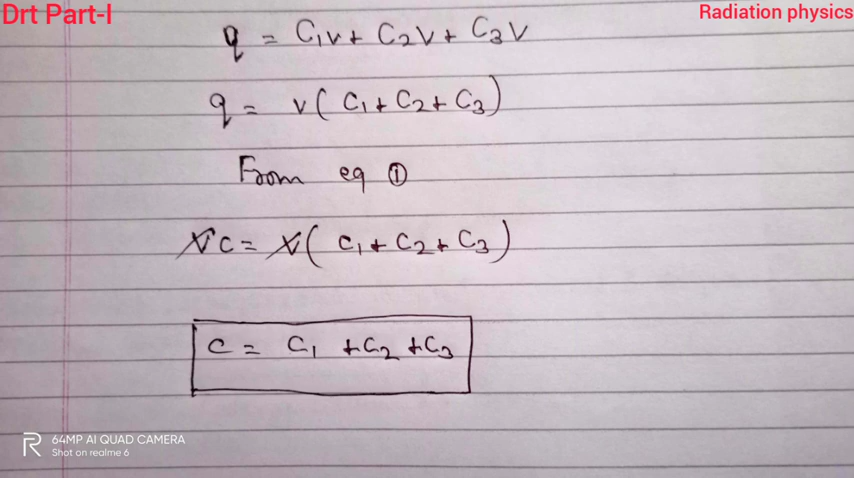 Drt Part-I
Radiation physics
q = C₁v + C₂v + C₃v
q = v(C₁ + C₂ + C₃)
From eq ①
vc = v(C₁ + C₂ + C₃)
c = C₁ + C₂ + C₃
R 64MP AI QUAD CAMERA
Shot on realme 6